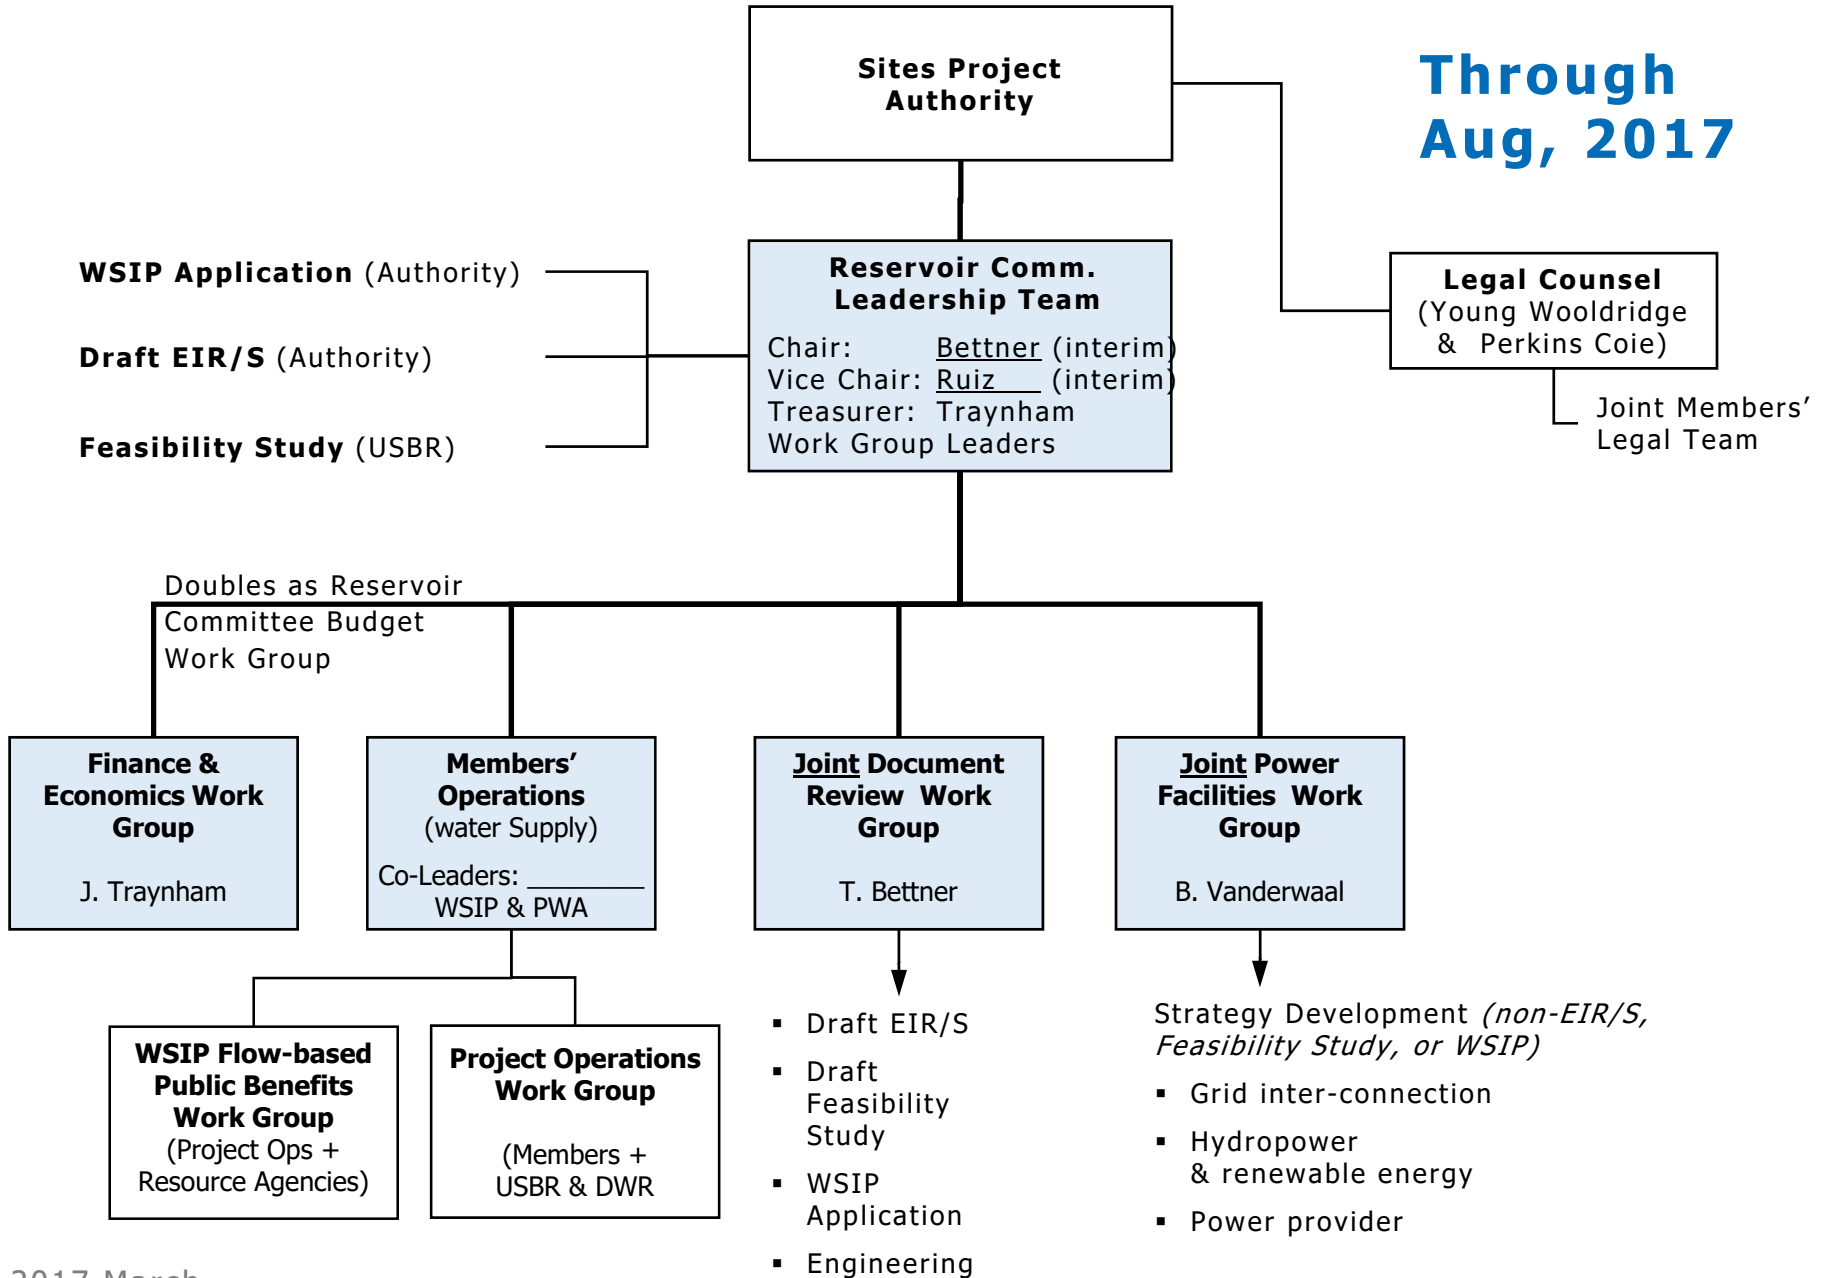 Sites Project
Authority
Through
Aug, 2017
WSIP Application (Authority)
Draft EIR/S (Authority)
Feasibility Study (USBR)
Reservoir Comm.
Leadership Team
Chair: Bettner (interim)
Vice Chair: Ruiz (interim)
Treasurer: Traynham
Work Group Leaders
Legal Counsel
(Young Wooldridge
& Perkins Coie)
Joint Members’
Legal Team
Doubles as Reservoir
Committee Budget
Work Group
Finance &
Economics Work
Group
J. Traynham
Members’
Operations
(water Supply)
Co-Leaders: _________
WSIP & PWA
Joint Document
Review Work
Group
T. Bettner
Joint Power
Facilities Work
Group
B. Vanderwaal
WSIP Flow-based
Public Benefits
Work Group
(Project Ops +
Resource Agencies)
Project Operations
Work Group
(Members +
USBR & DWR
▪ Draft EIR/S
▪ Draft
Feasibility
Study
▪ WSIP
Application
▪ Engineering
Strategy Development (non-EIR/S,
Feasibility Study, or WSIP)
▪ Grid inter-connection
▪ Hydropower
& renewable energy
▪ Power provider
2017 March